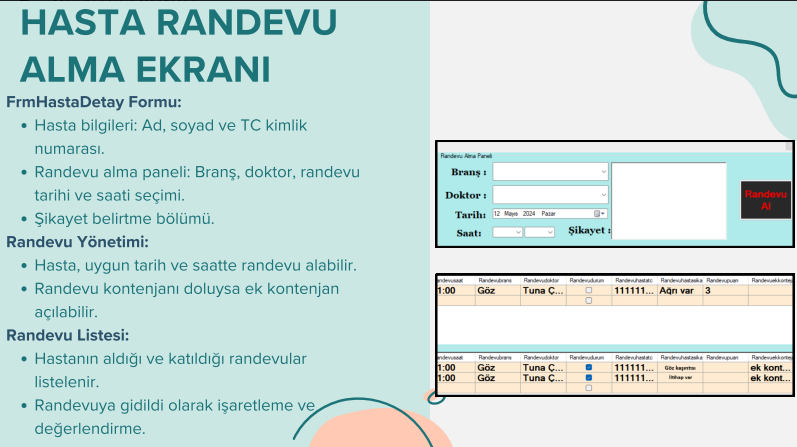 HASTA RANDEVU
ALMA EKRANI
FrmHastaDetay Formu:
• Hasta bilgileri: Ad, soyad ve TC kimlik
numarası.
• Randevu alma paneli: Branş, doktor, randevu
tarihi ve saati seçimi.
• Şikayet belirtme bölümü.
Randevu Yönetimi:
• Hasta, uygun tarih ve saatte randevu alabilir.
• Randevu kontenjanı doluysa ek kontenjan
açılabilir.
Randevu Listesi:
• Hastanın aldığı ve katıldığı randevular
listelenir.
• Randevuya gidildi olarak işaretleme ve
değerlendirme.
Randevu Alma Paneli
Branş :
Doktor :
Tarih: 12 Mayıs 2024 Pazar
Saat: Şikayet :
Randevu
Al
andevusaat Randevubrans Randevudoktor Randevudurum Randevuhastatc Randevuhastasika Randevupuan Randevuekkontej
1:00 Göz Tuna Ç... 111111... Ağrı var 3
andevusaat Randevubrans Randevudoktor Randevudurum Randevuhastatc Randevuhastasika Randevupuan Randevuekkontej
1:00 Göz Tuna Ç... 111111... Göz kaşıntısı ek kont...
1:00 Göz Tuna Ç... 111111... İltihap var ek kont...